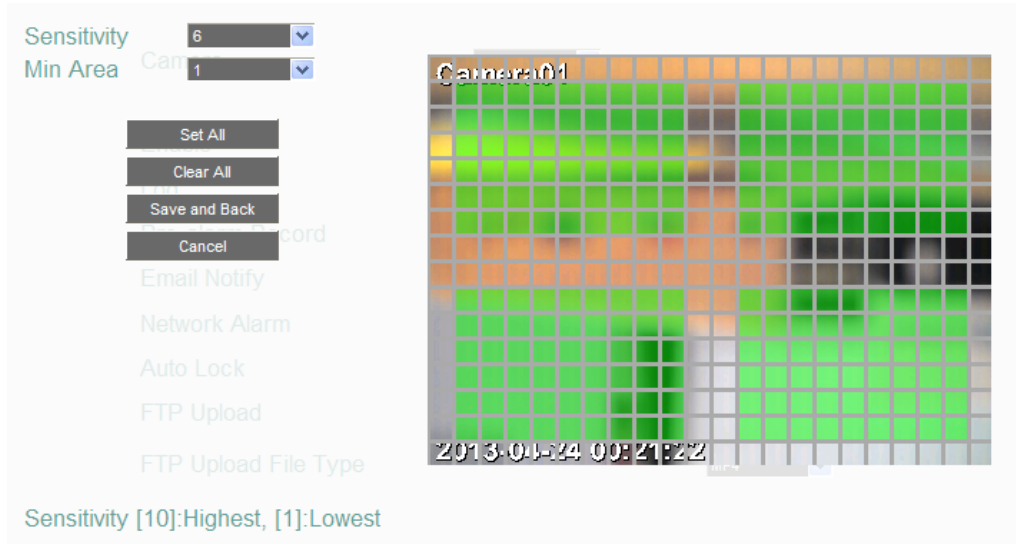 Sensitivity 6
Min Area 1
Set All
Clear All
Save and Back
Cancel
Email Notify
Network Alarm
Auto Lock
FTP Upload
FTP Upload File Type
Camera01
2013-04-24 00:21:22
MP4
Sensitivity [10]:Highest, [1]:Lowest